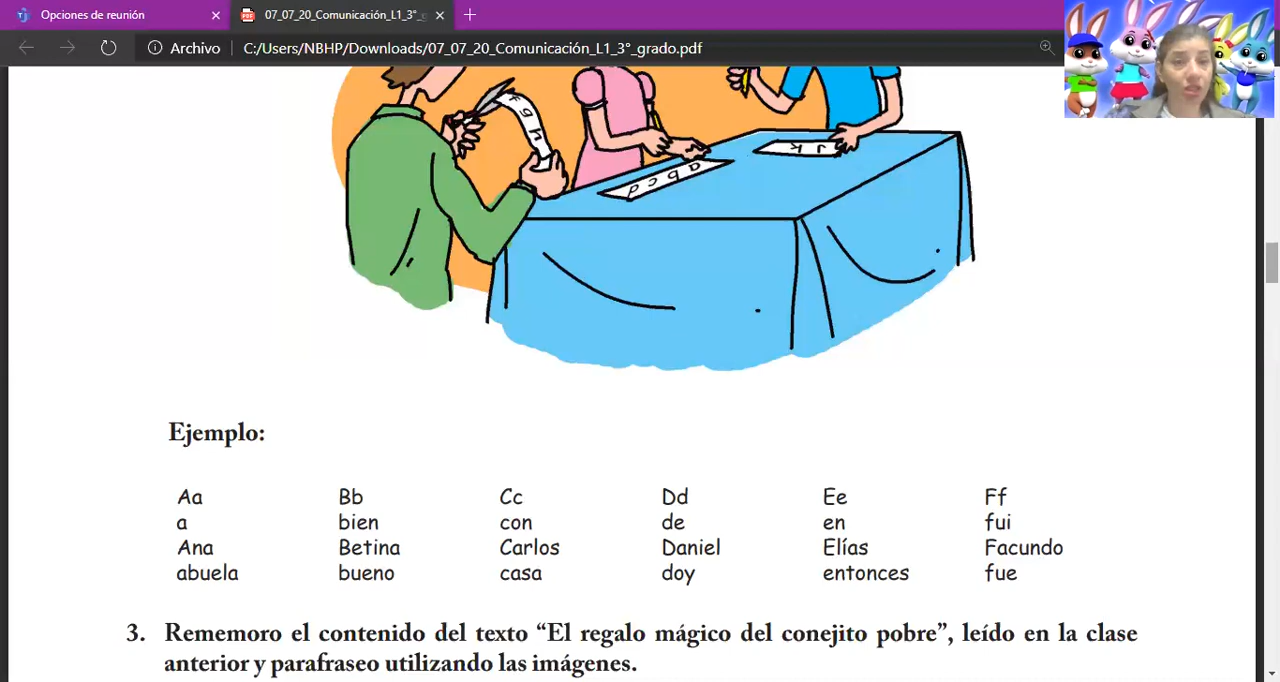 Opciones de reunión
07_07_20_Comunicación_L1_3°_g
Archivo
C:/Users/NBHP/Downloads/07_07_20_Comunicación_L1_3°_grado.pdf
f g h
a b c d
J k
Ejemplo:
Aa Bb Cc Dd Ee Ff
a bien con de en fui
Ana Betina Carlos Daniel Elías Facundo
abuela bueno casa doy entonces fue
3. Rememoro el contenido del texto “El regalo mágico del conejito pobre”, leído en la clase
anterior y parafraseo utilizando las imágenes.